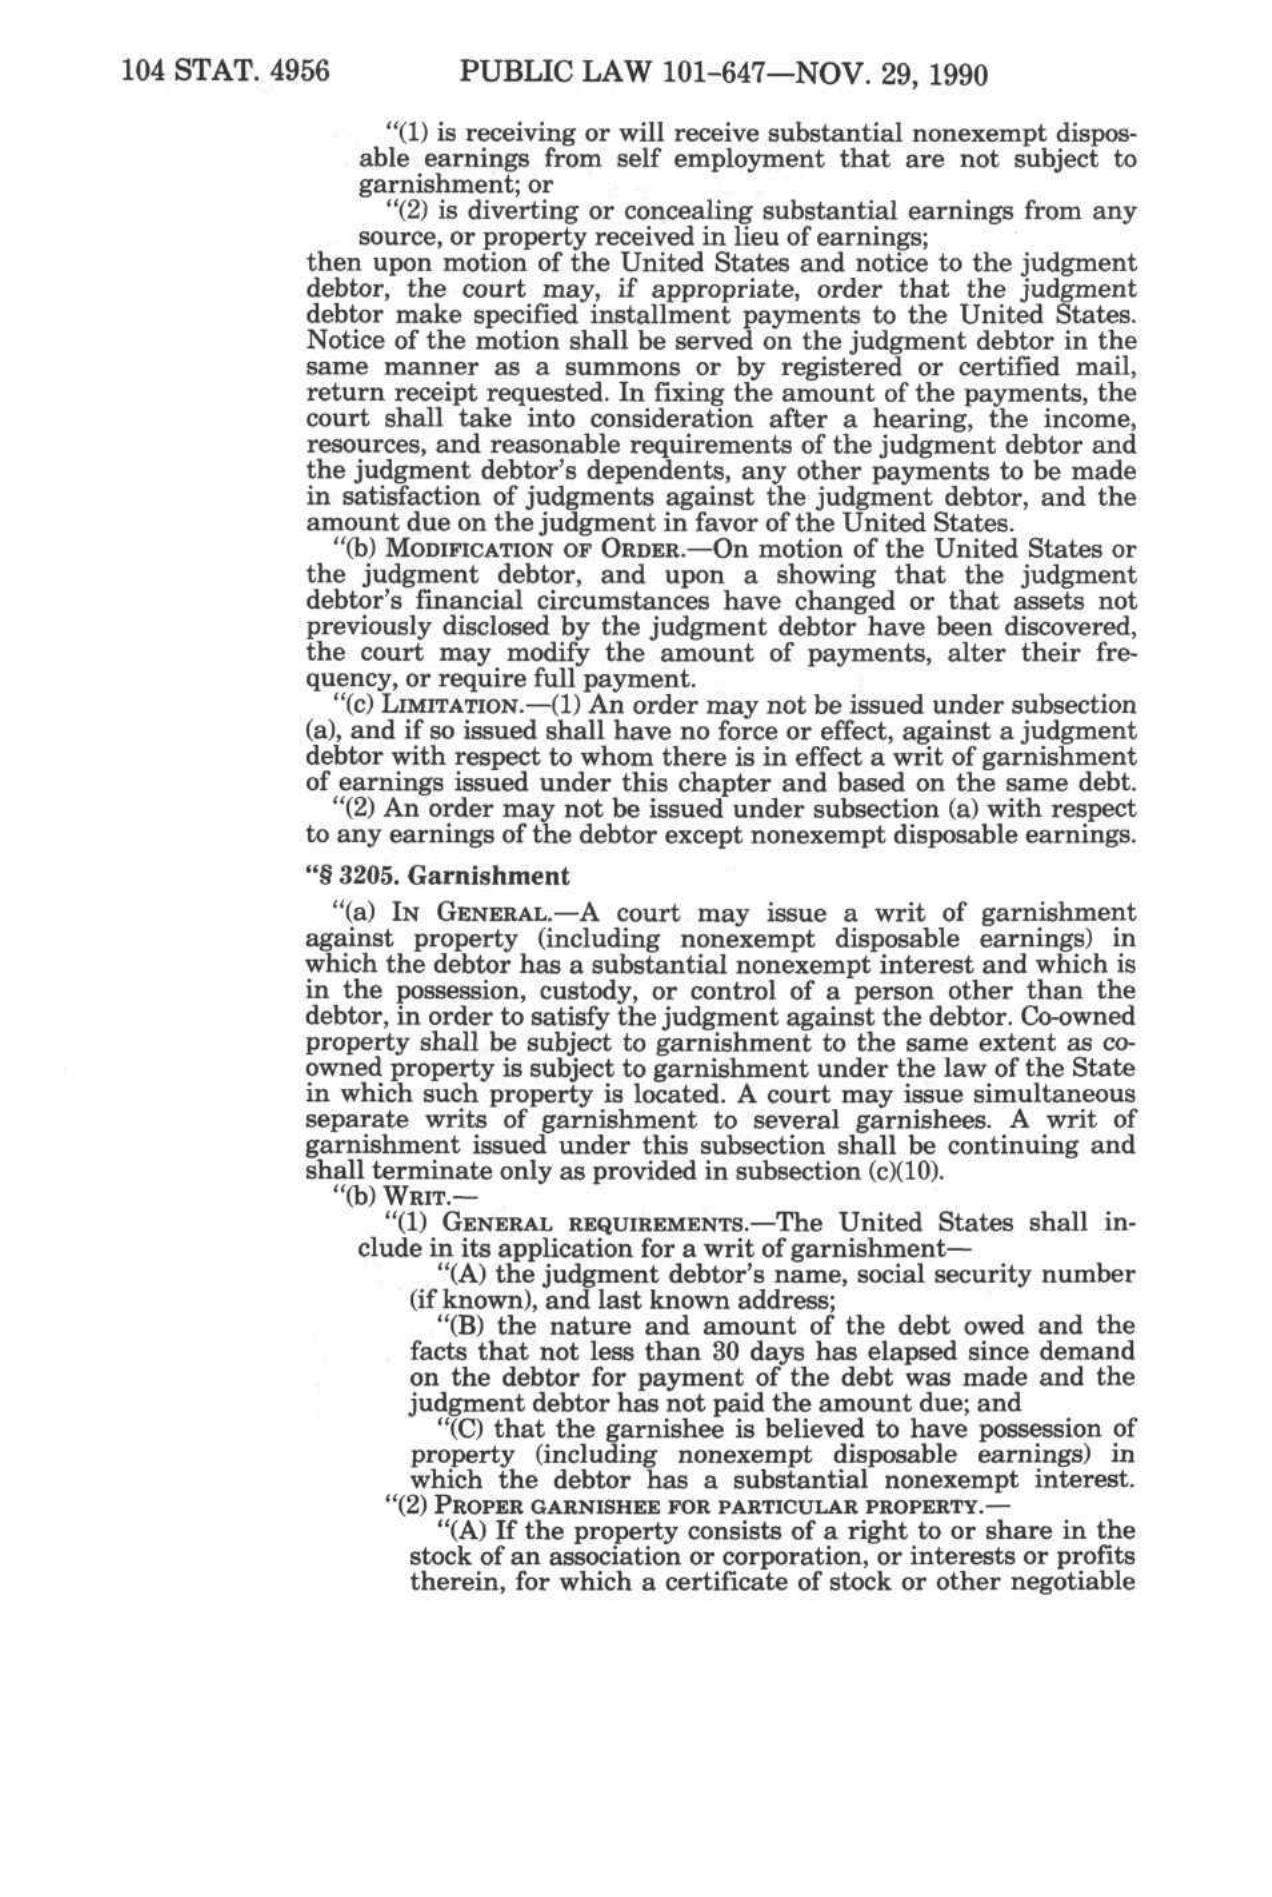 104 STAT. 4956 PUBLIC LAW 101-647—NOV. 29, 1990
“(1) is receiving or will receive substantial nonexempt dispos-
able earnings from self employment that are not subject to
garnishment; or
“(2) is diverting or concealing substantial earnings from any
source, or property received in lieu of earnings;
then upon motion of the United States and notice to the judgment
debtor, the court may, if appropriate, order that the judgment
debtor make specified installment payments to the United States.
Notice of the motion shall be served on the judgment debtor in the
same manner as a summons or by registered or certified mail,
return receipt requested. In fixing the amount of the payments, the
court shall take into consideration after a hearing, the income,
resources, and reasonable requirements of the judgment debtor and
the judgment debtor's dependents, any other payments to be made
in satisfaction of judgments against the judgment debtor, and the
amount due on the judgment in favor of the United States.
“(b) MODIFICATION OF ORDER.—On motion of the United States or
the judgment debtor, and upon a showing that the judgment
debtor's financial circumstances have changed or that assets not
previously disclosed by the judgment debtor have been discovered,
the court may modify the amount of payments, alter their fre-
quency, or require full payment.
“(c) LIMITATION.—(1) An order may not be issued under subsection
(a), and if so issued shall have no force or effect, against a judgment
debtor with respect to whom there is in effect a writ of garnishment
of earnings issued under this chapter and based on the same debt.
“(2) An order may not be issued under subsection (a) with respect
to any earnings of the debtor except nonexempt disposable earnings.
“§ 3205. Garnishment
“(a) IN GENERAL.—A court may issue a writ of garnishment
against property (including nonexempt disposable earnings) in
which the debtor has a substantial nonexempt interest and which is
in the possession, custody, or control of a person other than the
debtor, in order to satisfy the judgment against the debtor. Co-owned
property shall be subject to garnishment to the same extent as co-
owned property is subject to garnishment under the law of the State
in which such property is located. A court may issue simultaneous
separate writs of garnishment to several garnishees. A writ of
garnishment issued under this subsection shall be continuing and
shall terminate only as provided in subsection (c)(10).
“(b) WRIT.—
“(1) GENERAL REQUIREMENTS.—The United States shall in-
clude in its application for a writ of garnishment—
“(A) the judgment debtor's name, social security number
(if known), and last known address;
“(B) the nature and amount of the debt owed and the
facts that not less than 30 days has elapsed since demand
on the debtor for payment of the debt was made and the
judgment debtor has not paid the amount due; and
“(C) that the garnishee is believed to have possession of
property (including nonexempt disposable earnings) in
which the debtor has a substantial nonexempt interest.
“(2) PROPER GARNISHEE FOR PARTICULAR PROPERTY.—
“(A) If the property consists of a right to or share in the
stock of an association or corporation, or interests or profits
therein, for which a certificate of stock or other negotiable